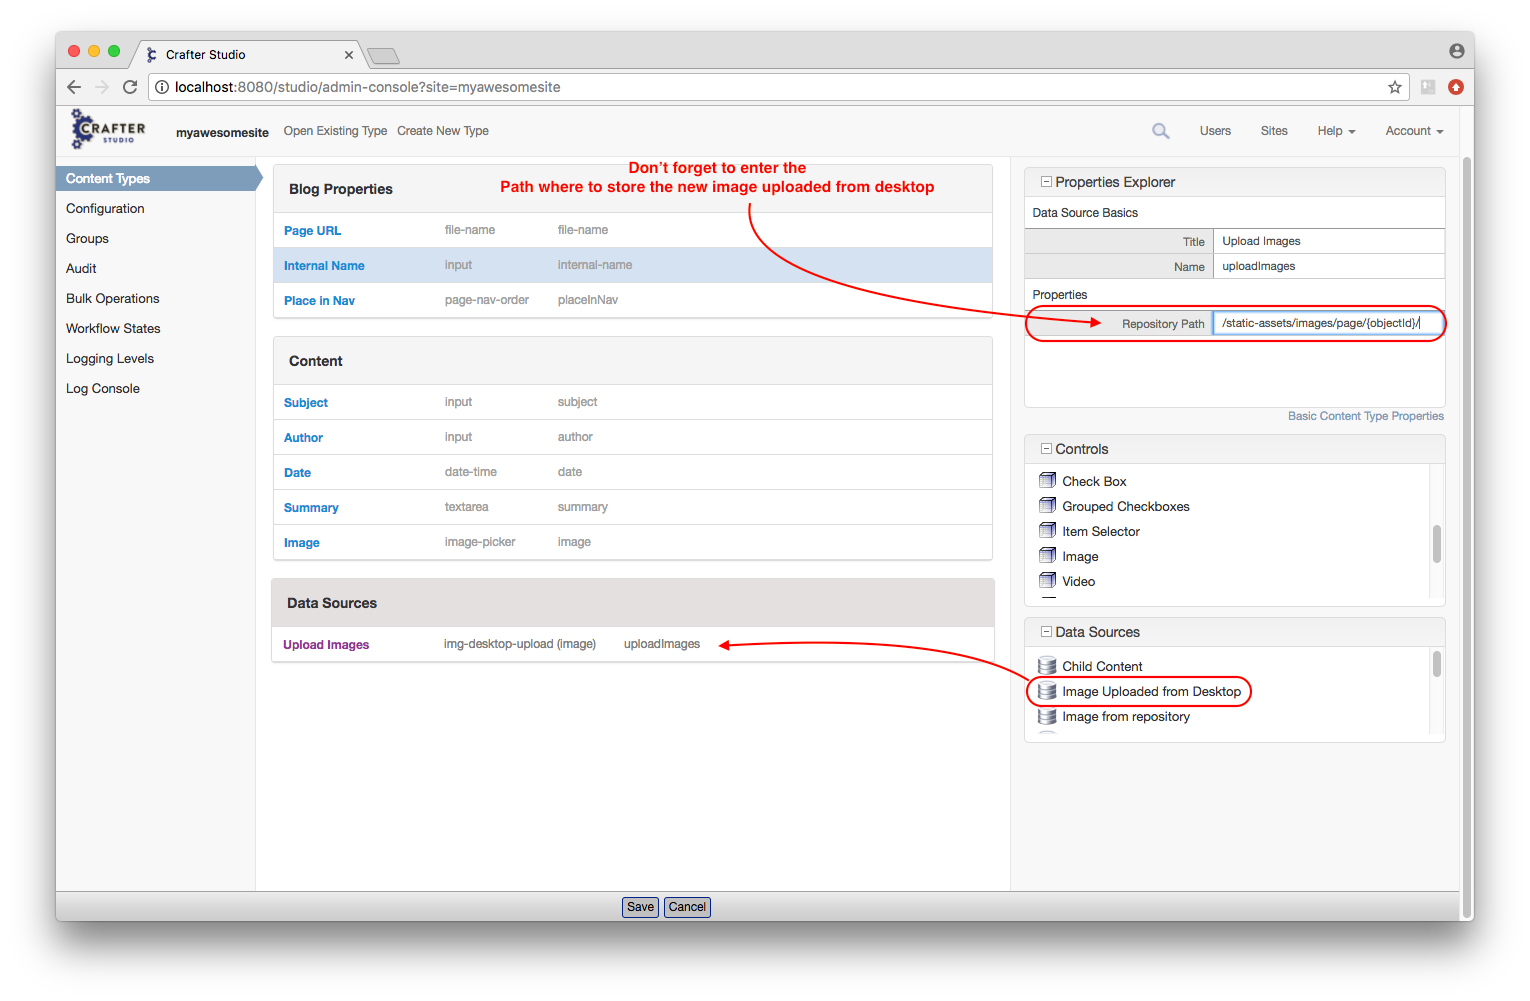 Crafter Studio
localhost:8080/studio/admin-console?site=myawesomesite
CRAFTER
STUDIO
myawesomesite Open Existing Type Create New Type Users Sites Help Account
Content Types
Configuration
Groups
Audit
Bulk Operations
Workflow States
Logging Levels
Log Console
Don't forget to enter the
Path where to store the new image uploaded from desktop
Blog Properties
Page URL file-name file-name
Internal Name input internal-name
Place in Nav page-nav-order placeInNav
Content
Subject input subject
Author input author
Date date-time date
Summary textarea summary
Image image-picker image
Data Sources
Upload Images img-desktop-upload (image) uploadImages
Properties Explorer
Data Source Basics
Title Upload Images
Name uploadImages
Properties
Repository Path /static-assets/images/page/{objectId}/
Basic Content Type Properties
Controls
Check Box
Grouped Checkboxes
Item Selector
Image
Video
Data Sources
Child Content
Image Uploaded from Desktop
Image from repository
Save Cancel